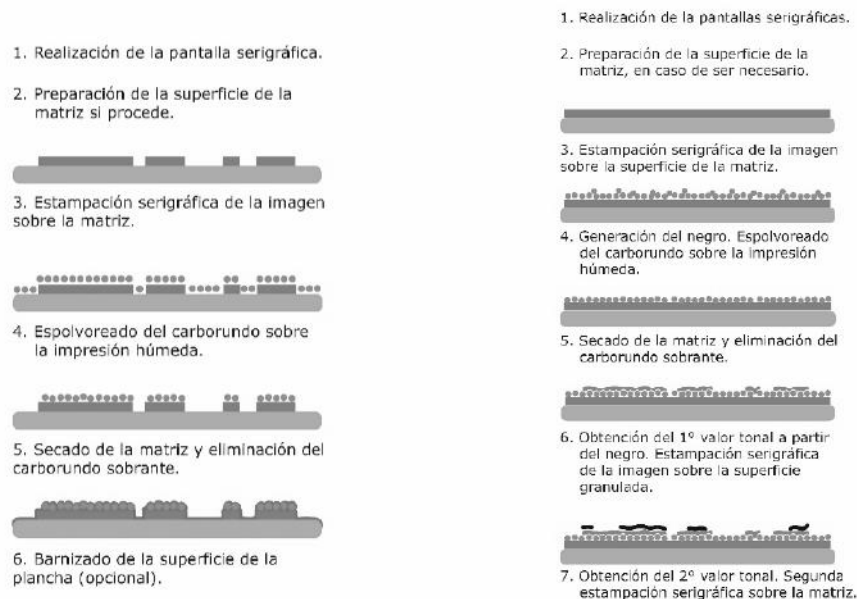 1. Realización de la pantalla serigráfica.
2. Preparación de la superficie de la
matriz si procede.
3. Estampación serigráfica de la imagen
sobre la matriz.
4. Espolvoreado del carborundo sobre
la impresión húmeda.
5. Secado de la matriz y eliminación del
carborundo sobrante.
6. Barnizado de la superficie de la
plancha (opcional).
1. Realización de la pantallas serigráficas.
2. Preparación de la superficie de la
matriz, en caso de ser necesario.
3. Estampación serigráfica de la imagen
sobre la superficie de la matriz.
4. Generación del negro. Espolvoreado
del carborundo sobre la impresión
húmeda.
5. Secado de la matriz y eliminación del
carborundo sobrante.
6. Obtención del 1º valor tonal a partir
del negro. Estampación serigráfica
de la imagen sobre la superficie
granulada.
7. Obtención del 2º valor tonal. Segunda
estampación serigráfica sobre la matriz.